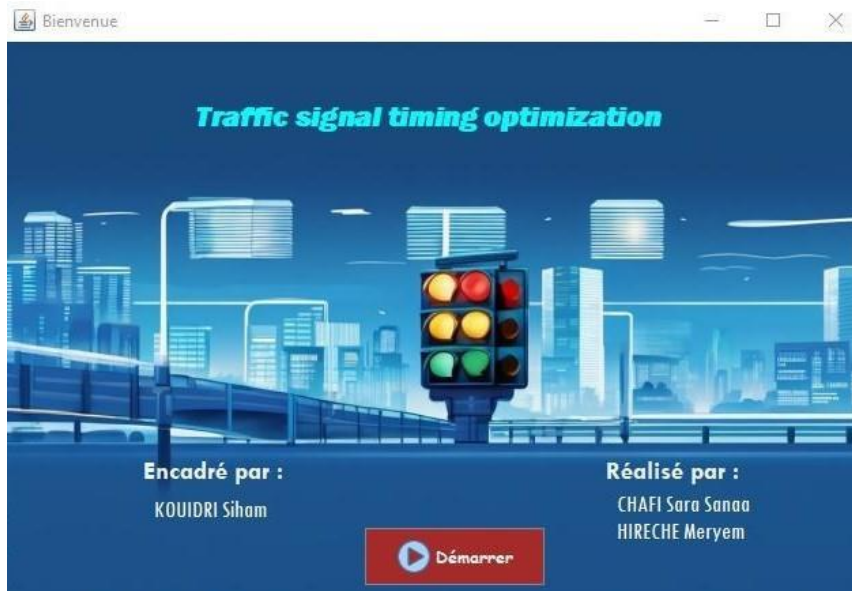 Bienvenue
Traffic signal timing optimization
Encadré par :
KOUIDRI Siham
Réalisé par :
CHAFI Sara Sanaa
HIRECHE Meryem
Démarrer